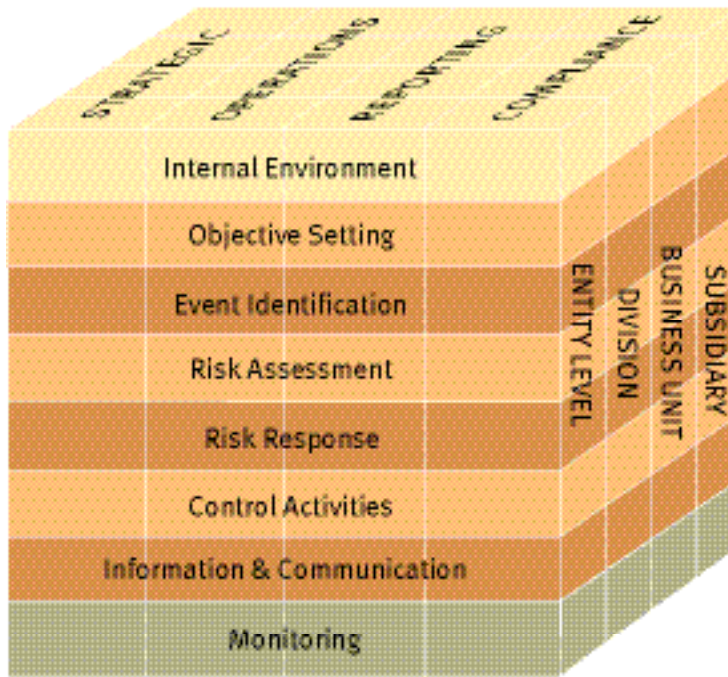 STRATEGIC
OPERATIONS
REPORTING
COMPLIANCE
Internal Environment
Objective Setting
Event Identification
Risk Assessment
Risk Response
Control Activities
Information & Communication
Monitoring
ENTITY LEVEL
DIVISION
BUSINESS UNIT
SUBSIDIARY